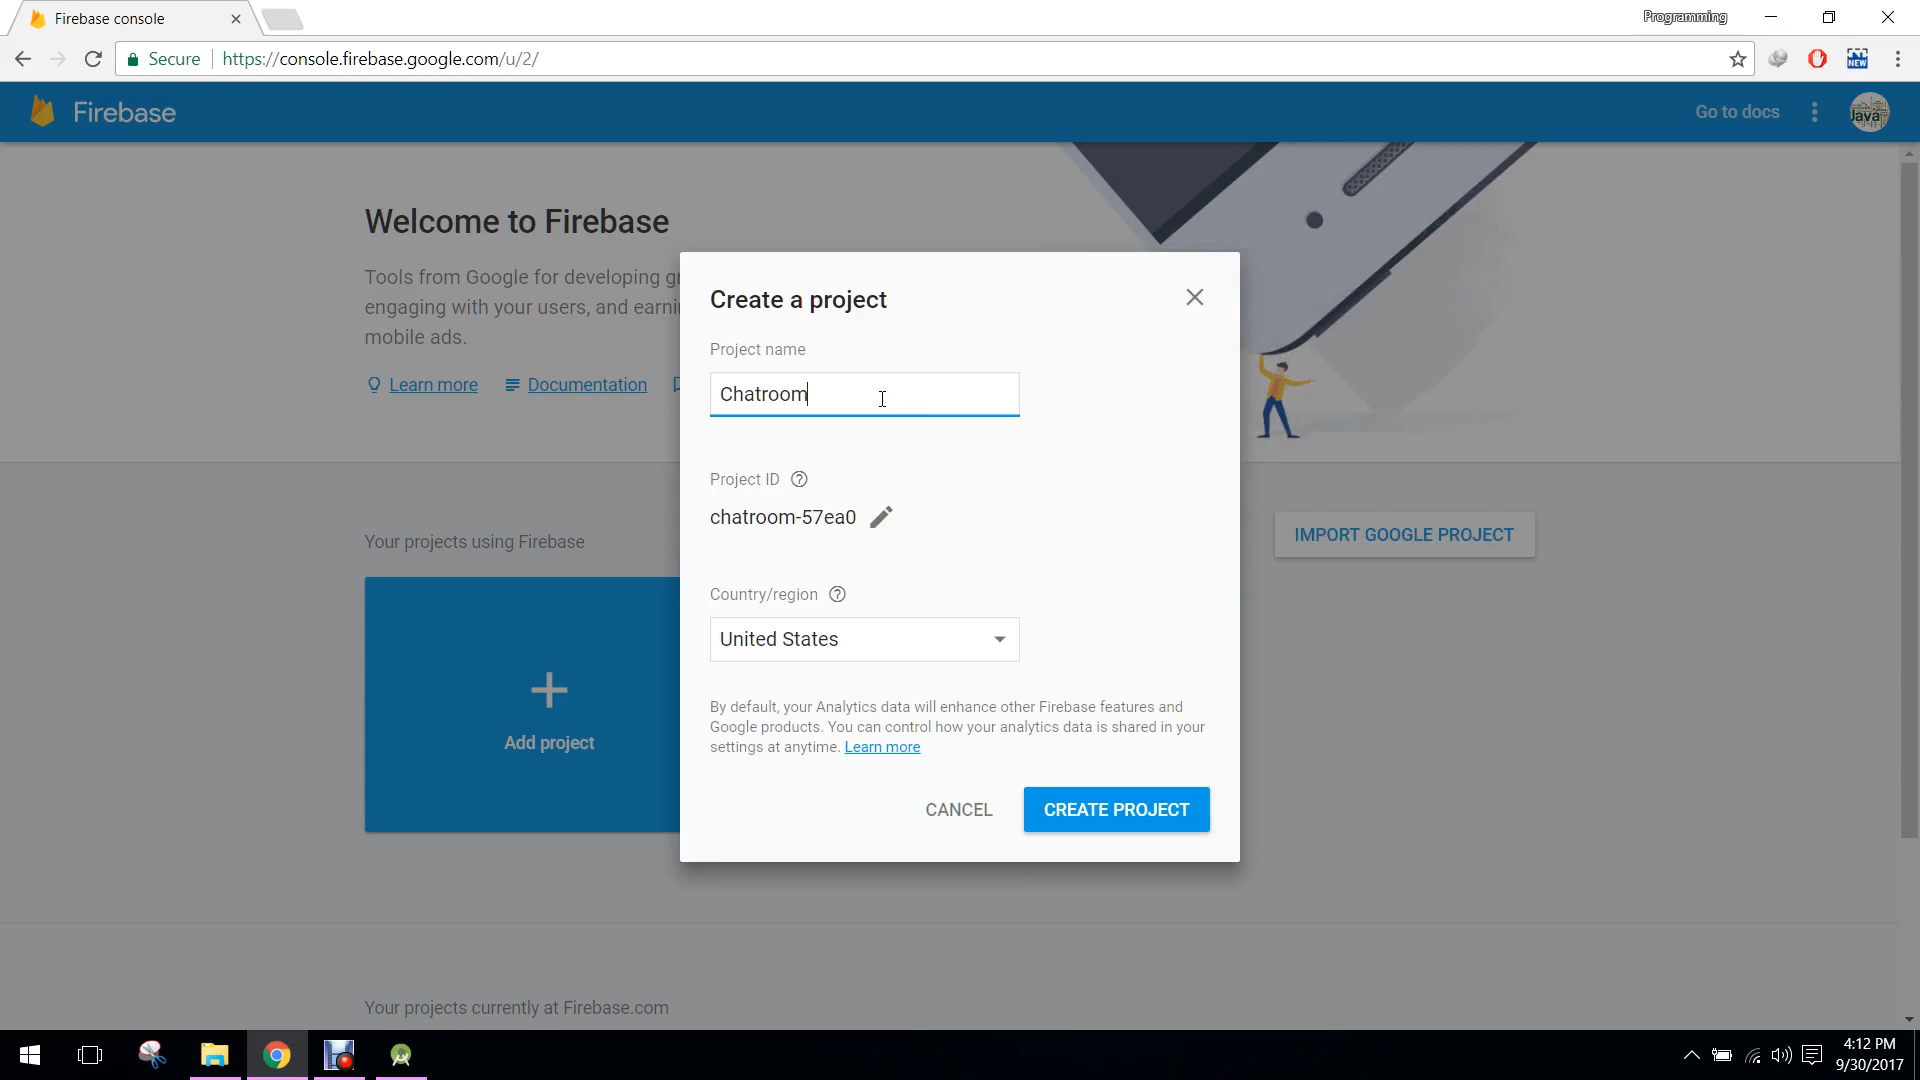 Firebase console
Programming
Secure
https://console.firebase.google.com/u/2/
NEW
Firebase
Go to docs
Java
Welcome to Firebase
Tools from Google for developing gr
engaging with your users, and earni
mobile ads.
Learn more
Documentation
Create a project
Project name
Chatroom
Project ID
chatroom-57ea0
Your projects using Firebase
IMPORT GOOGLE PROJECT
Country/region
United States
Add project
By default, your Analytics data will enhance other Firebase features and
Google products. You can control how your analytics data is shared in your
settings at anytime. Learn more
CANCEL
CREATE PROJECT
Your projects currently at Firebase.com
4:12 PM
9/30/2017